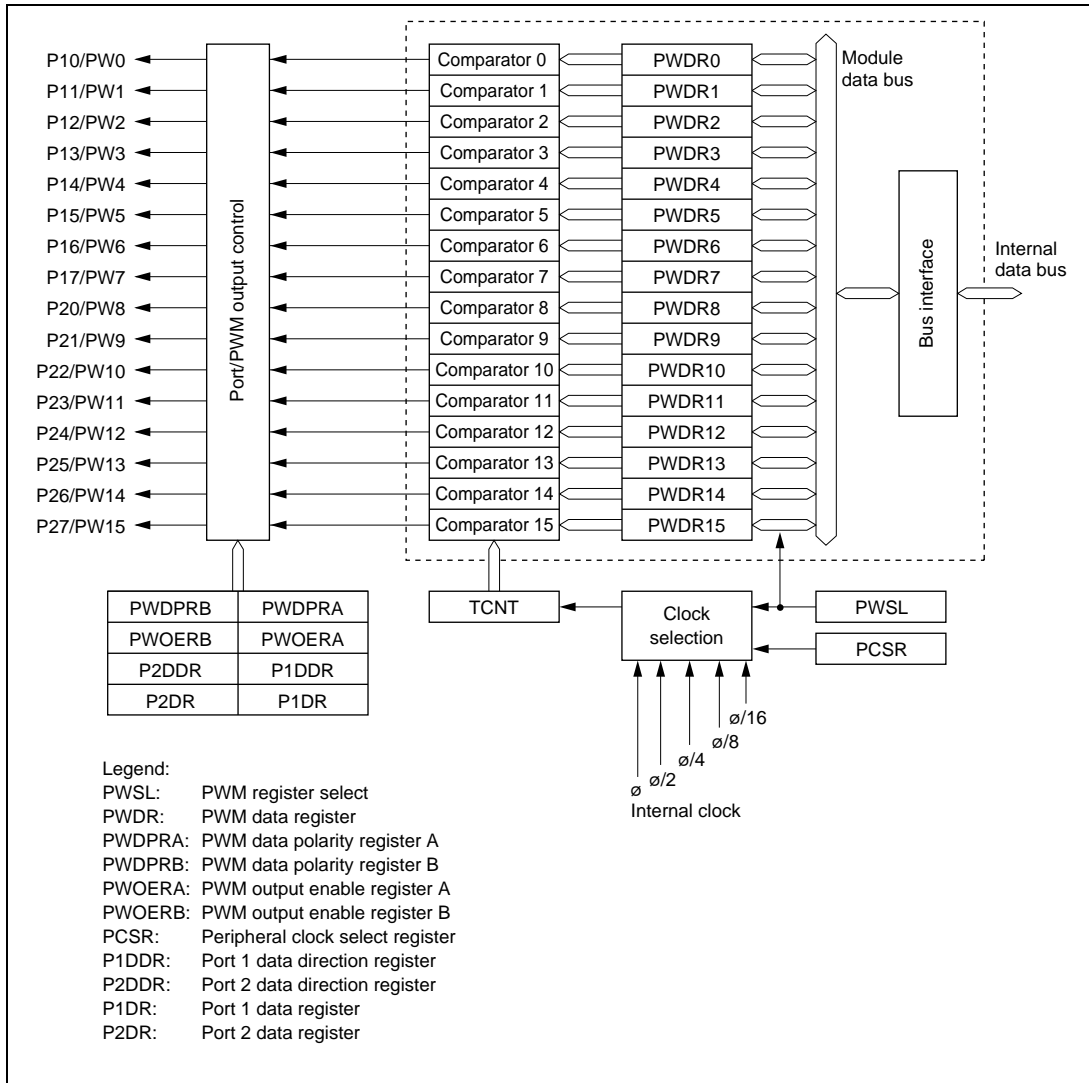 P10/PW0 Comparator 0 PWDR0 Module
P11/PW1 Comparator 1 PWDR1 data bus
P12/PW2 Comparator 2 PWDR2
P13/PW3 Comparator 3 PWDR3
P14/PW4 Comparator 4 PWDR4
P15/PW5 Comparator 5 PWDR5
P16/PW6 Comparator 6 PWDR6 Internal
P17/PW7 Comparator 7 PWDR7 data bus
P20/PW8 Comparator 8 PWDR8
P21/PW9 Comparator 9 PWDR9
P22/PW10 Comparator 10 PWDR10
P23/PW11 Comparator 11 PWDR11
P24/PW12 Comparator 12 PWDR12
P25/PW13 Comparator 13 PWDR13
P26/PW14 Comparator 14 PWDR14
P27/PW15 Comparator 15 PWDR15
Port/PWM output control
Bus interface
PWDPRB PWDPRA TCNT Clock PWSL
PWOERB PWOERA selection PCSR
P2DDR P1DDR
P2DR P1DR
ø ø/2 ø/4 ø/8 ø/16
Internal clock
Legend:
PWSL: PWM register select
PWDR: PWM data register
PWDPRA: PWM data polarity register A
PWDPRB: PWM data polarity register B
PWOERA: PWM output enable register A
PWOERB: PWM output enable register B
PCSR: Peripheral clock select register
P1DDR: Port 1 data direction register
P2DDR: Port 2 data direction register
P1DR: Port 1 data register
P2DR: Port 2 data register